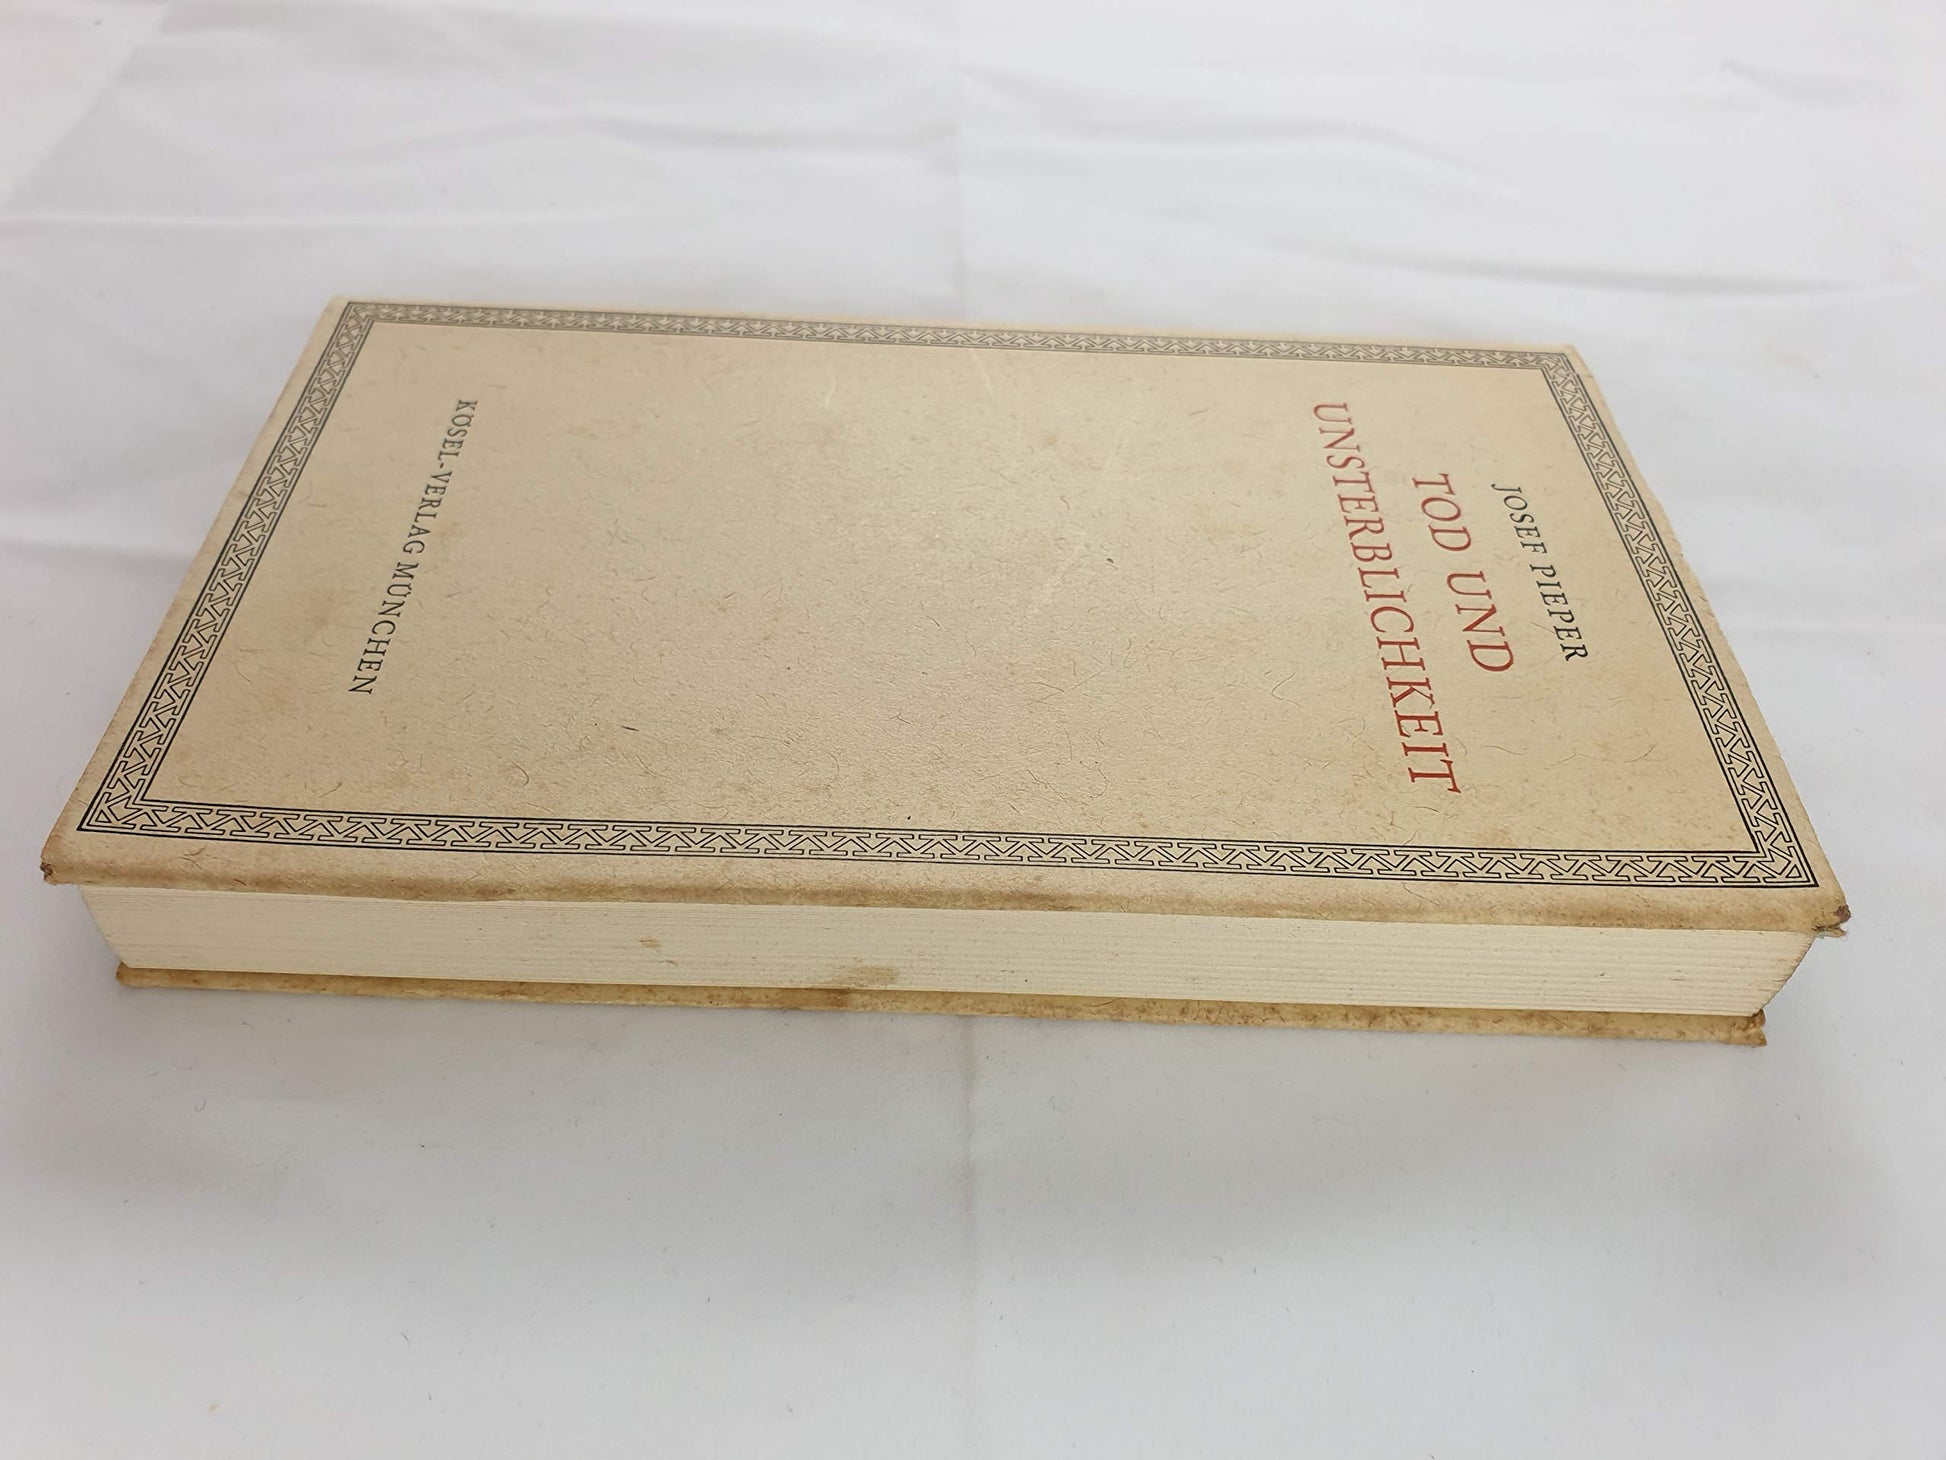 JOSEF PIEPER
TOD UND
UNSTERBLICHKEIT
KÖSEL-VERLAG MÜNCHEN